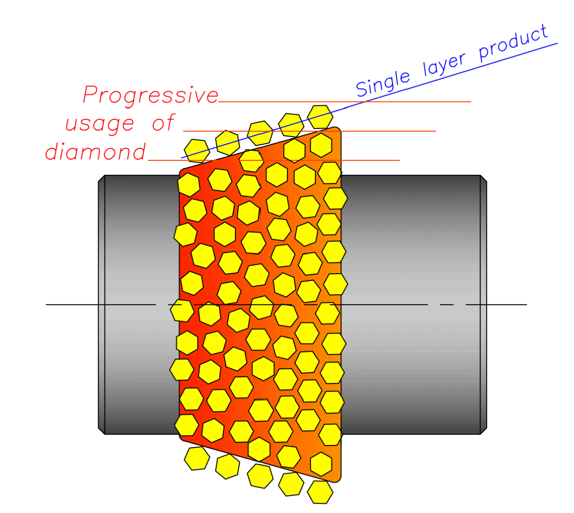 Single layer product
Progressive
usage of
diamond